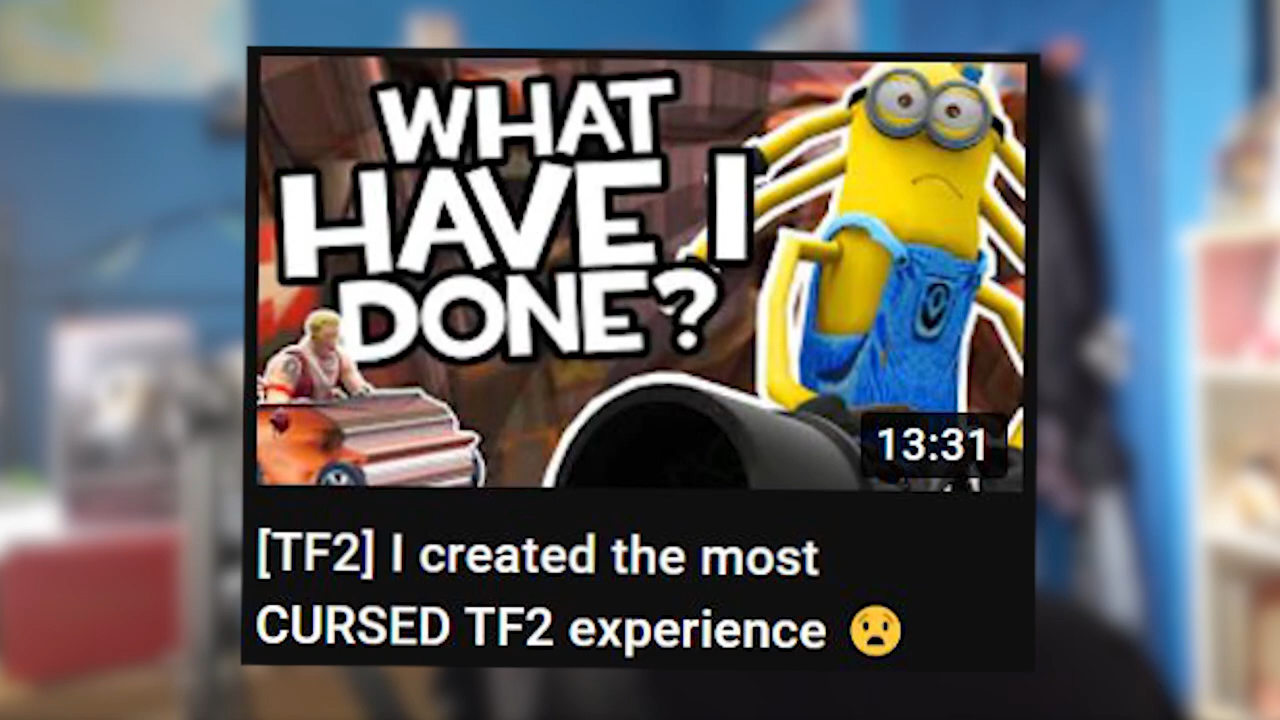 WHAT
HAVE I
DONE?
13:31
[TF2] I created the most
CURSED TF2 experience 😧